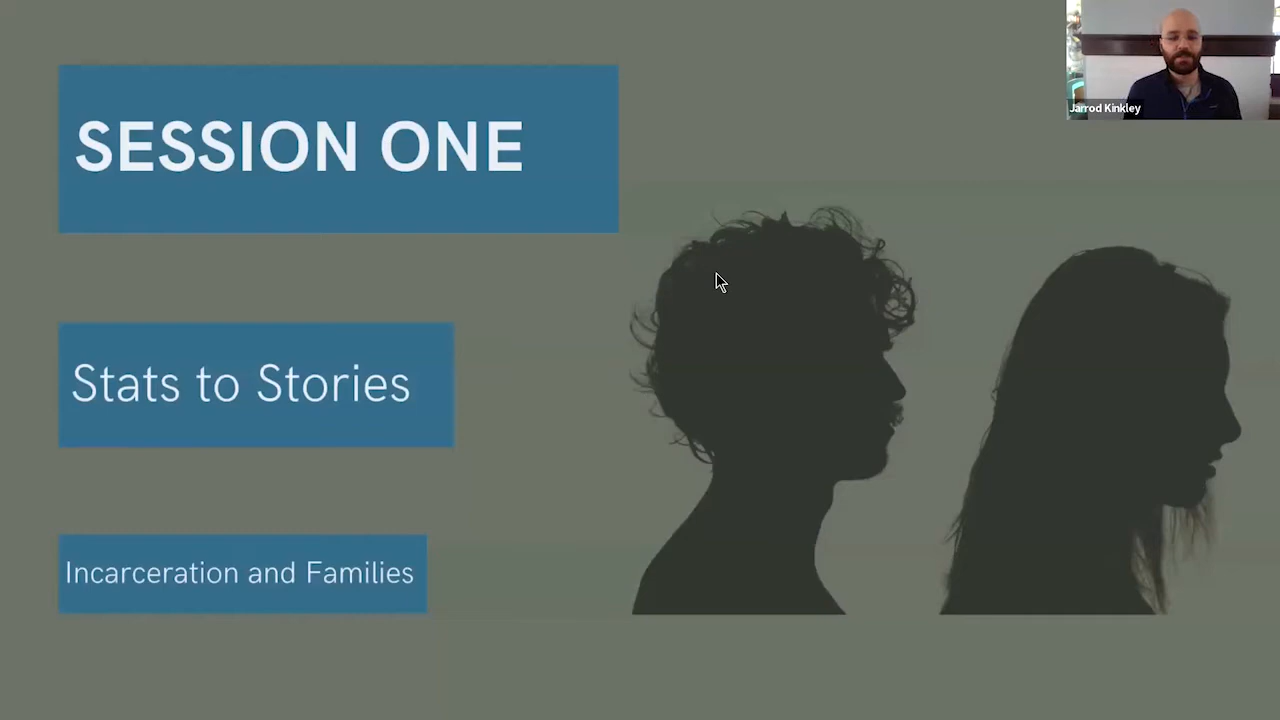 SESSION ONE
Stats to Stories
Incarceration and Families
Jarrod Kinkley